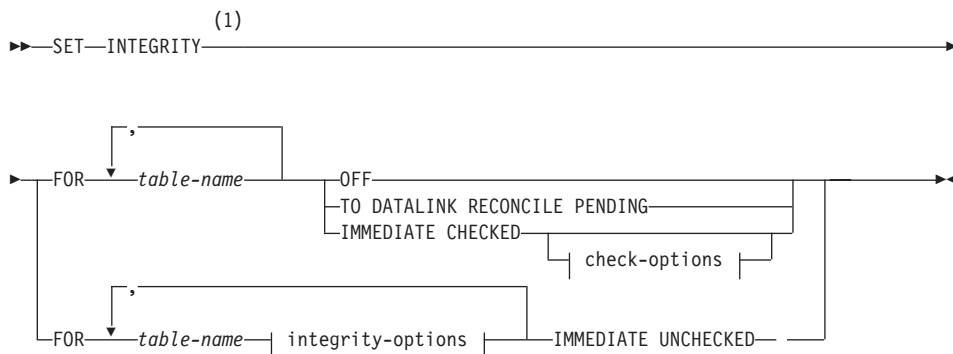 (1)
SET INTEGRITY
,
FOR table-name OFF
TO DATALINK RECONCILE PENDING
IMMEDIATE CHECKED
check-options
,
FOR table-name integrity-options IMMEDIATE UNCHECKED